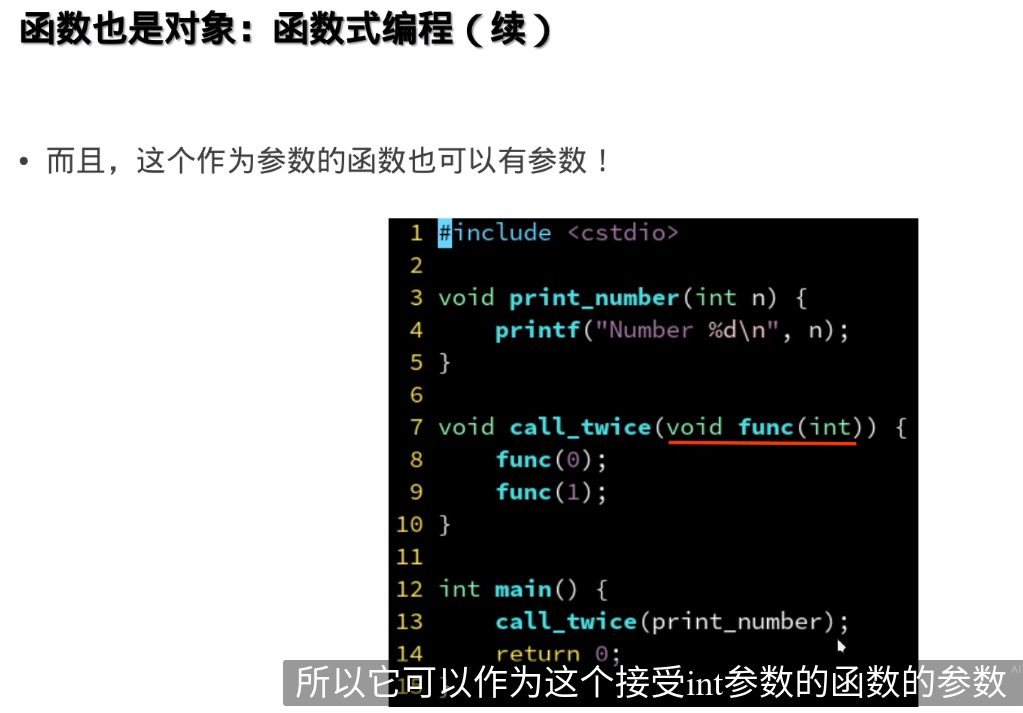 函数也是对象：函数式编程（续）
• 而且，这个作为参数的函数也可以有参数！
1 #include <cstdio>
2
3 void print_number(int n) {
4     printf("Number %d\n", n);
5 }
6
7 void call_twice(void func(int)) {
8     func(0);
9     func(1);
10 }
11
12 int main() {
13     call_twice(print_number);
14     return 0;
所以它可以作为这个接受int参数的函数的参数
AI